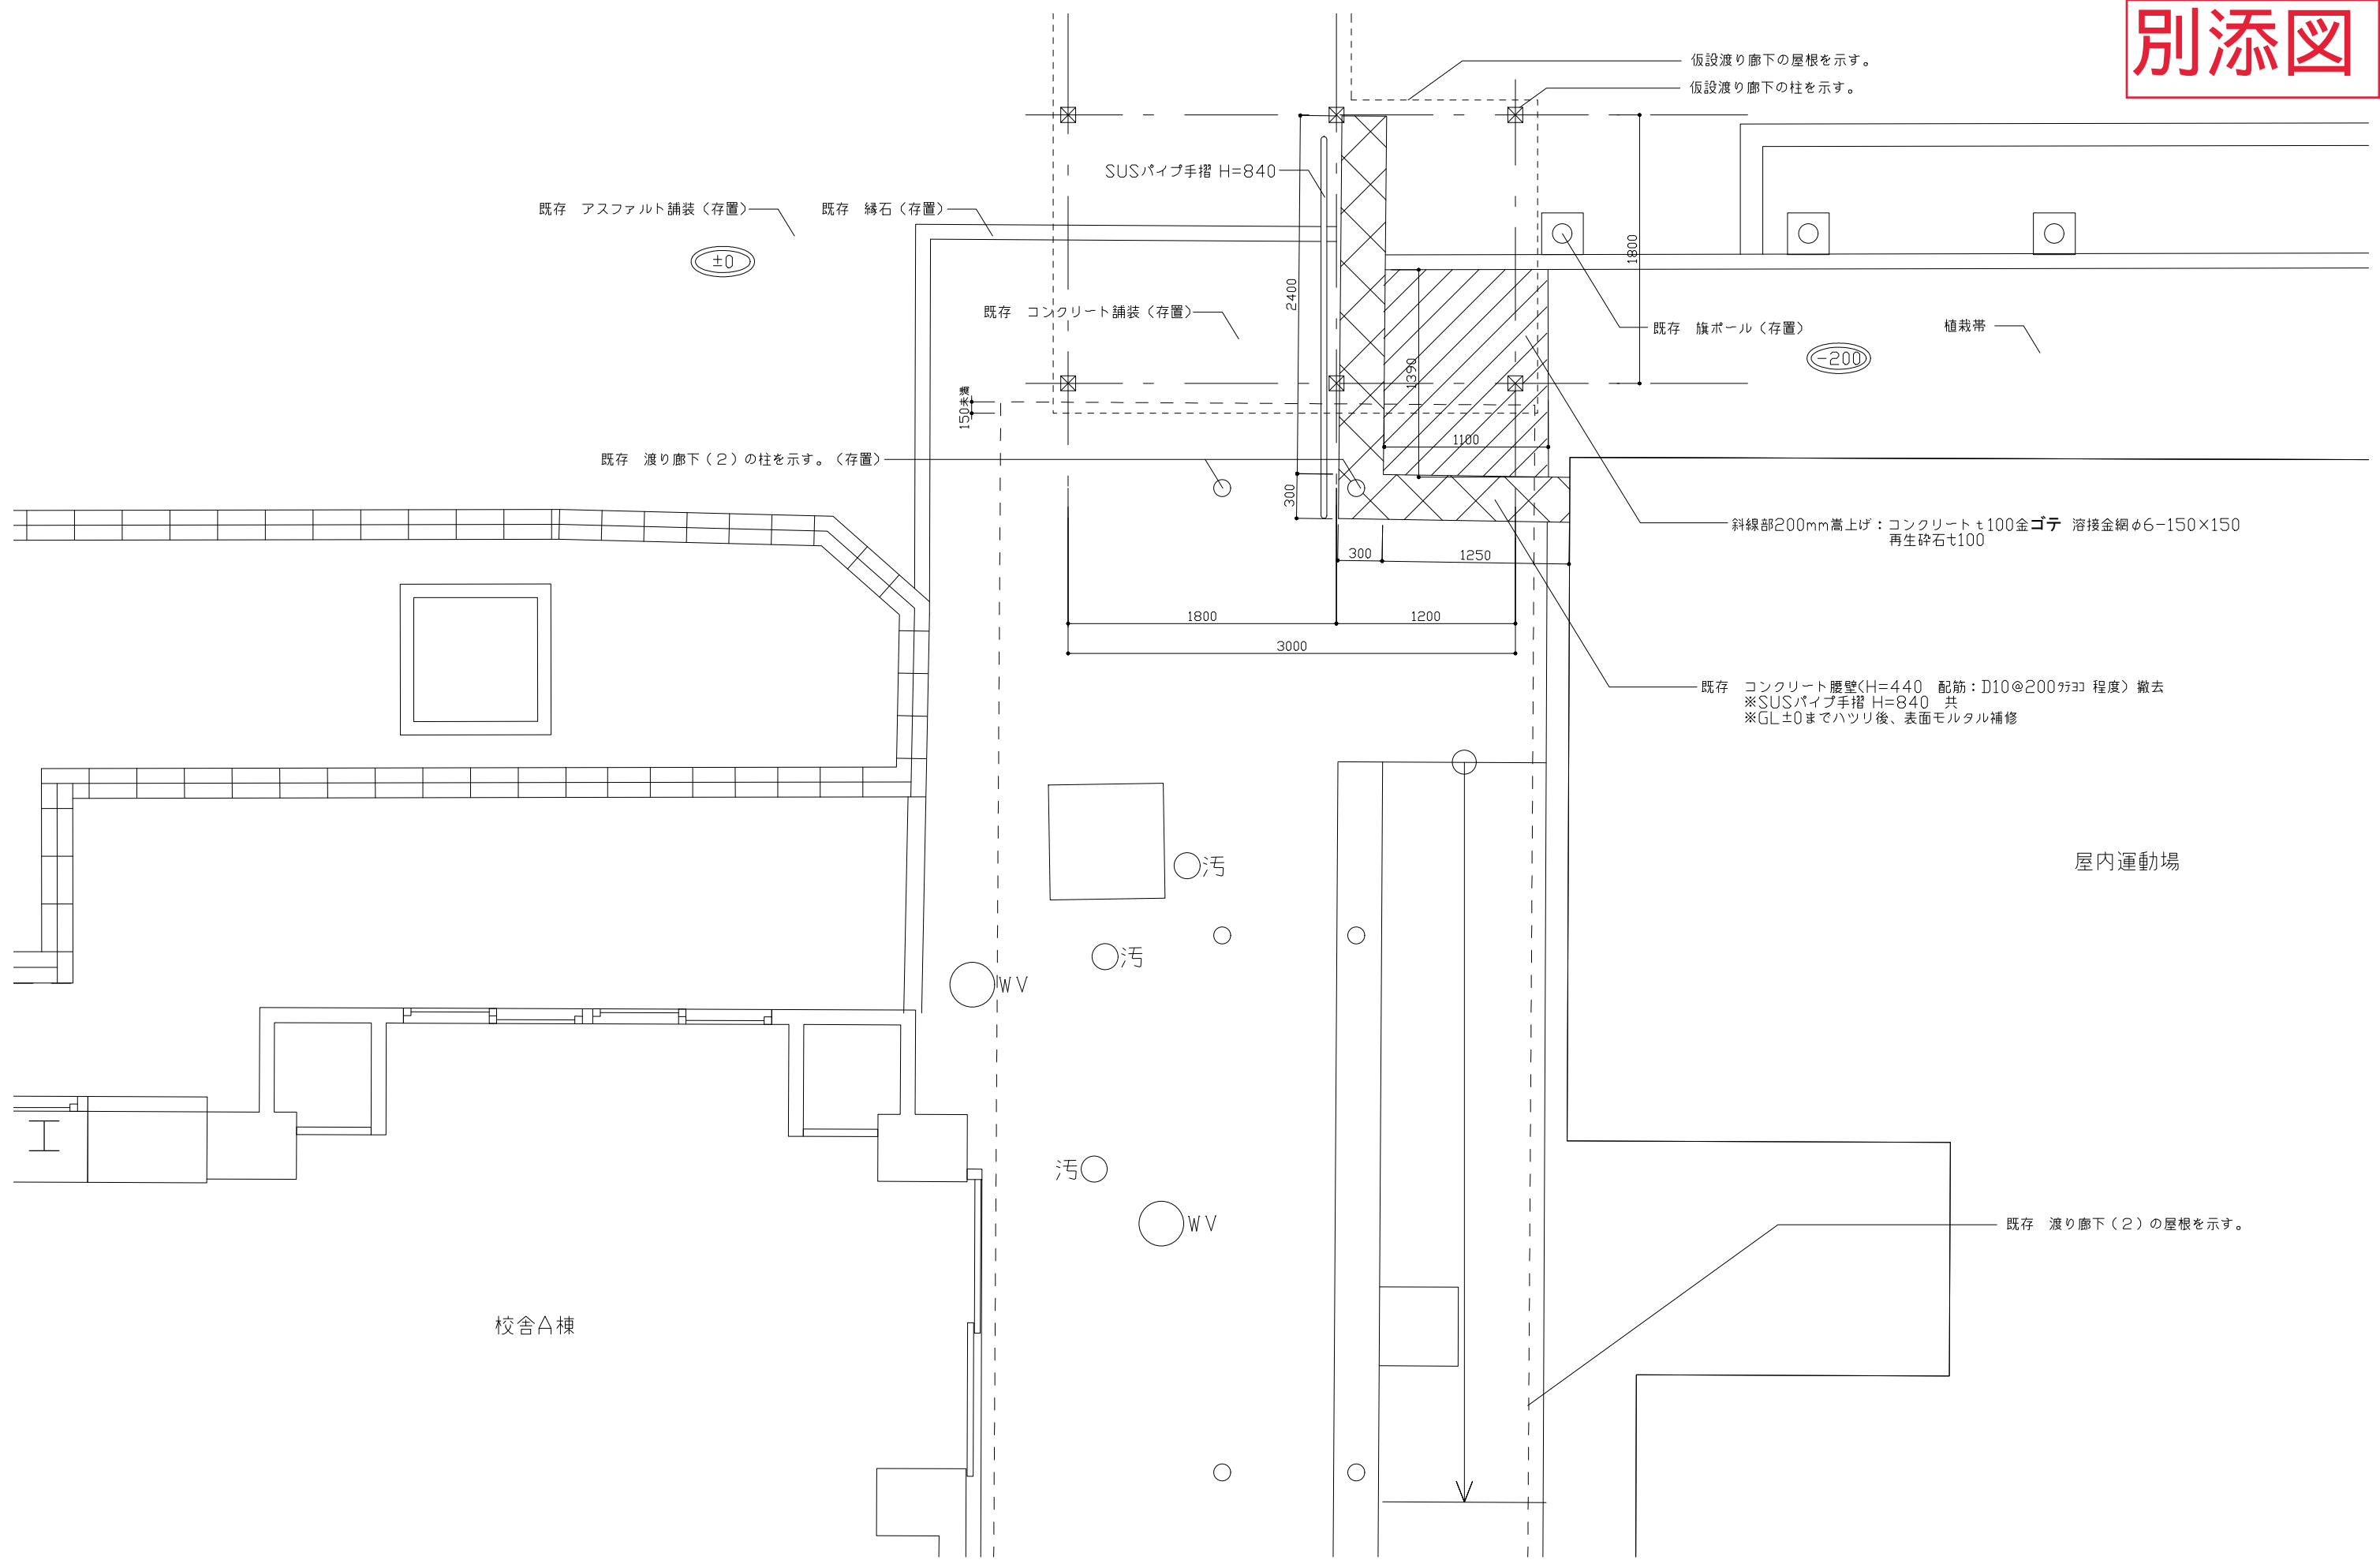 別添図
仮設渡り廊下の屋根を示す。
仮設渡り廊下の柱を示す。
SUSパイプ手摺 H=840
既存 アスファルト舗装(存置)
既存 縁石(存置)
±0
1800
2400
既存 コンクリート舗装(存置)
既存 旗ポール(存置)
植栽帯
-200
1390
150未満
1100
既存 渡り廊下(2)の柱を示す。(存置)
300
斜線部200mm嵩上げ:コンクリートt100金ゴテ 溶接金網φ6-150×150
再生砕石t100
300
1250
1800
1200
3000
既存 コンクリート腰壁(H=440 配筋:D10@200タテヨコ 程度)撤去
※SUSパイプ手摺 H=840 共
※GL±0までハツリ後、表面モルタル補修
屋内運動場
汚
汚
WV
汚
WV
既存 渡り廊下(2)の屋根を示す。
校舎A棟